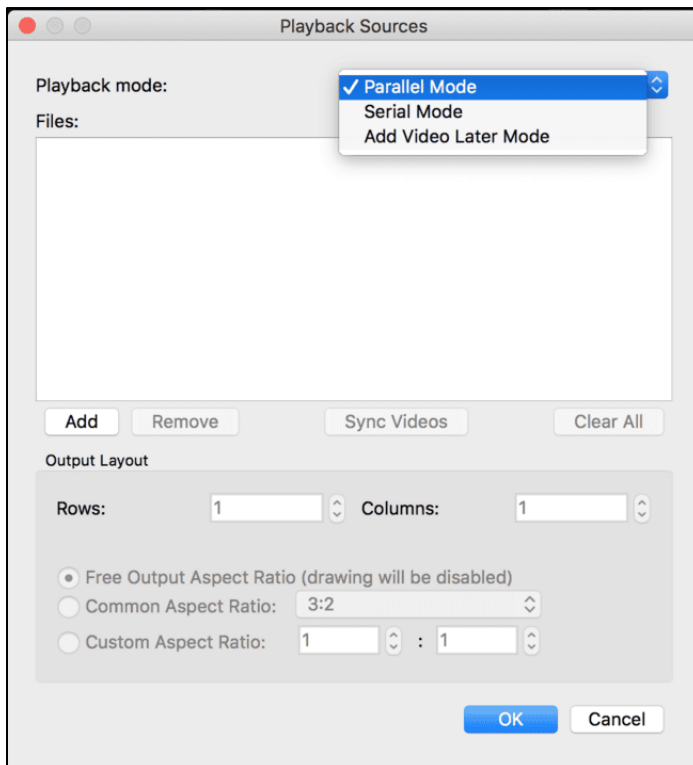 Playback Sources
Playback mode:
✓ Parallel Mode
Serial Mode
Add Video Later Mode
Files:
Add Remove Sync Videos Clear All
Output Layout
Rows: 1 Columns: 1
Free Output Aspect Ratio (drawing will be disabled)
Common Aspect Ratio: 3:2
Custom Aspect Ratio: 1 : 1
OK Cancel